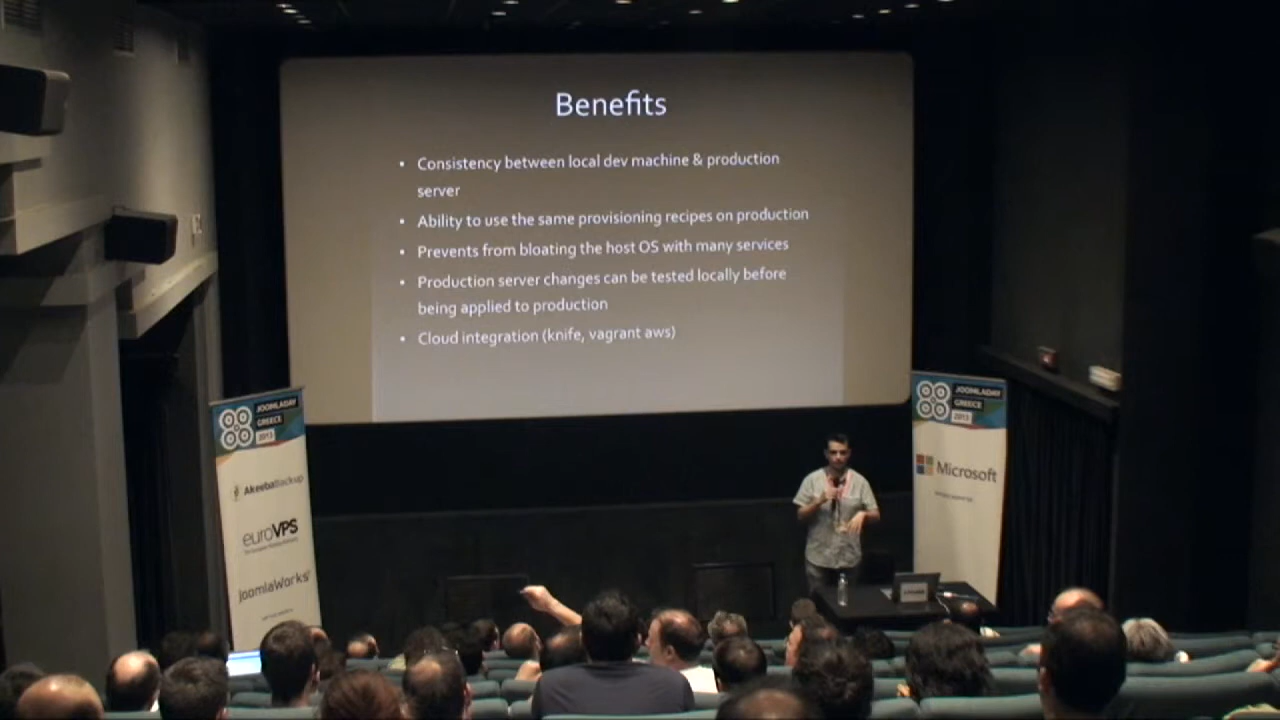 Benefits
• Consistency between local dev machine & production
server
• Ability to use the same provisioning recipes on production
• Prevents from bloating the host OS with many services
• Production server changes can be tested locally before
being applied to production
• Cloud integration (knife, vagrant aws)
JOOMLADAY
GREECE
2013
AkeebaBackup
euroVPS
JoomlaWorks
JOOMLADAY
GREECE
2013
Microsoft